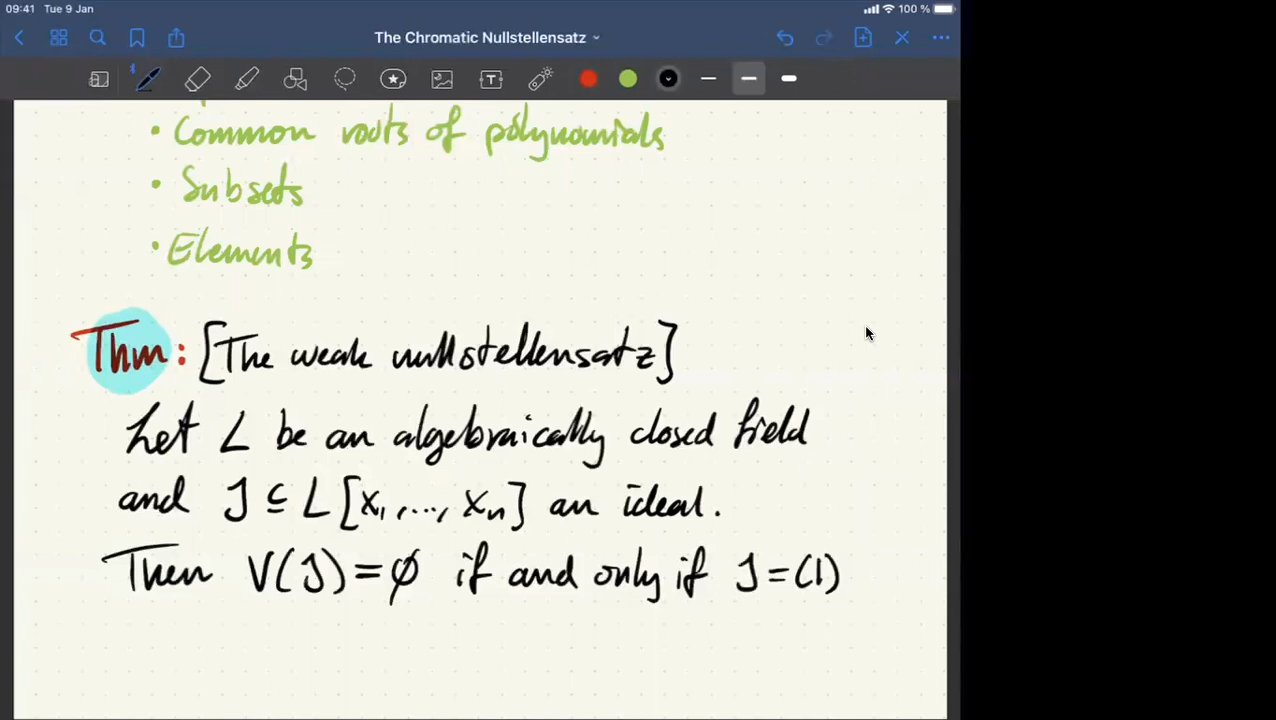 09:41 Tue 9 Jan 100 %
The Chromatic Nullstellensatz
• Common roots of polynomials
• Subsets
• Elements
Thm: [The weak nullstellensatz]
Let L be an algebraically closed field
and J ⊆ L[x₁,..., xₙ] an ideal.
Then V(J)=∅ if and only if J=(1)